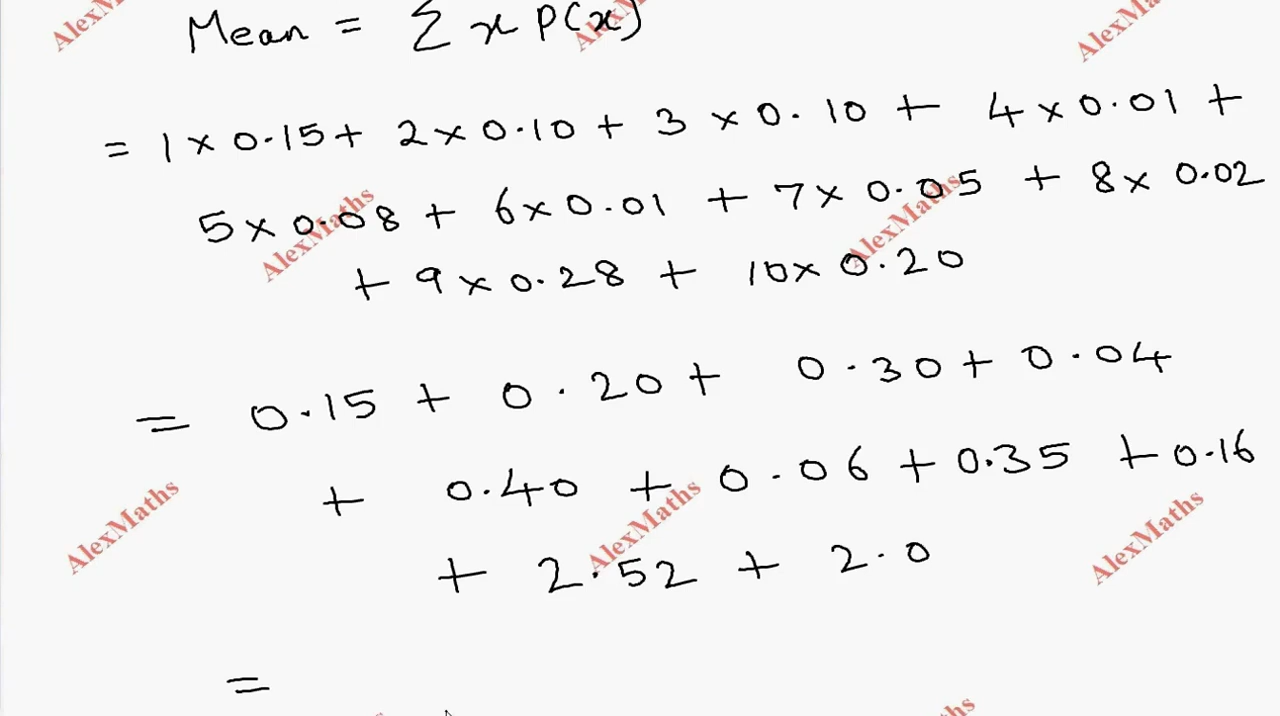 Mean = Σ x P(x)
= 1 × 0.15 + 2 × 0.10 + 3 × 0.10 + 4 × 0.01 +
5 × 0.08 + 6 × 0.01 + 7 × 0.05 + 8 × 0.02
+ 9 × 0.28 + 10 × 0.20
= 0.15 + 0.20 + 0.30 + 0.04
+ 0.40 + 0.06 + 0.35 + 0.16
+ 2.52 + 2.0
=
AlexMaths
AlexMaths
AlexMaths
AlexMaths
AlexMaths
AlexMaths
AlexMaths
AlexMaths